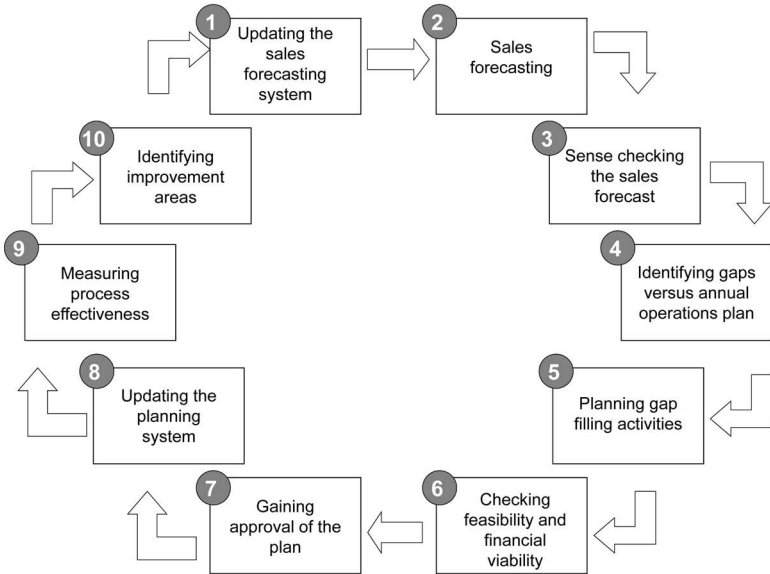 1
Updating the
sales
forecasting
system
2
Sales
forecasting
3
Sense checking
the sales
forecast
4
Identifying gaps
versus annual
operations plan
5
Planning gap
filling activities
6
Checking
feasibility and
financial
viability
7
Gaining
approval of the
plan
8
Updating the
planning
system
9
Measuring
process
effectiveness
10
Identifying
improvement
areas